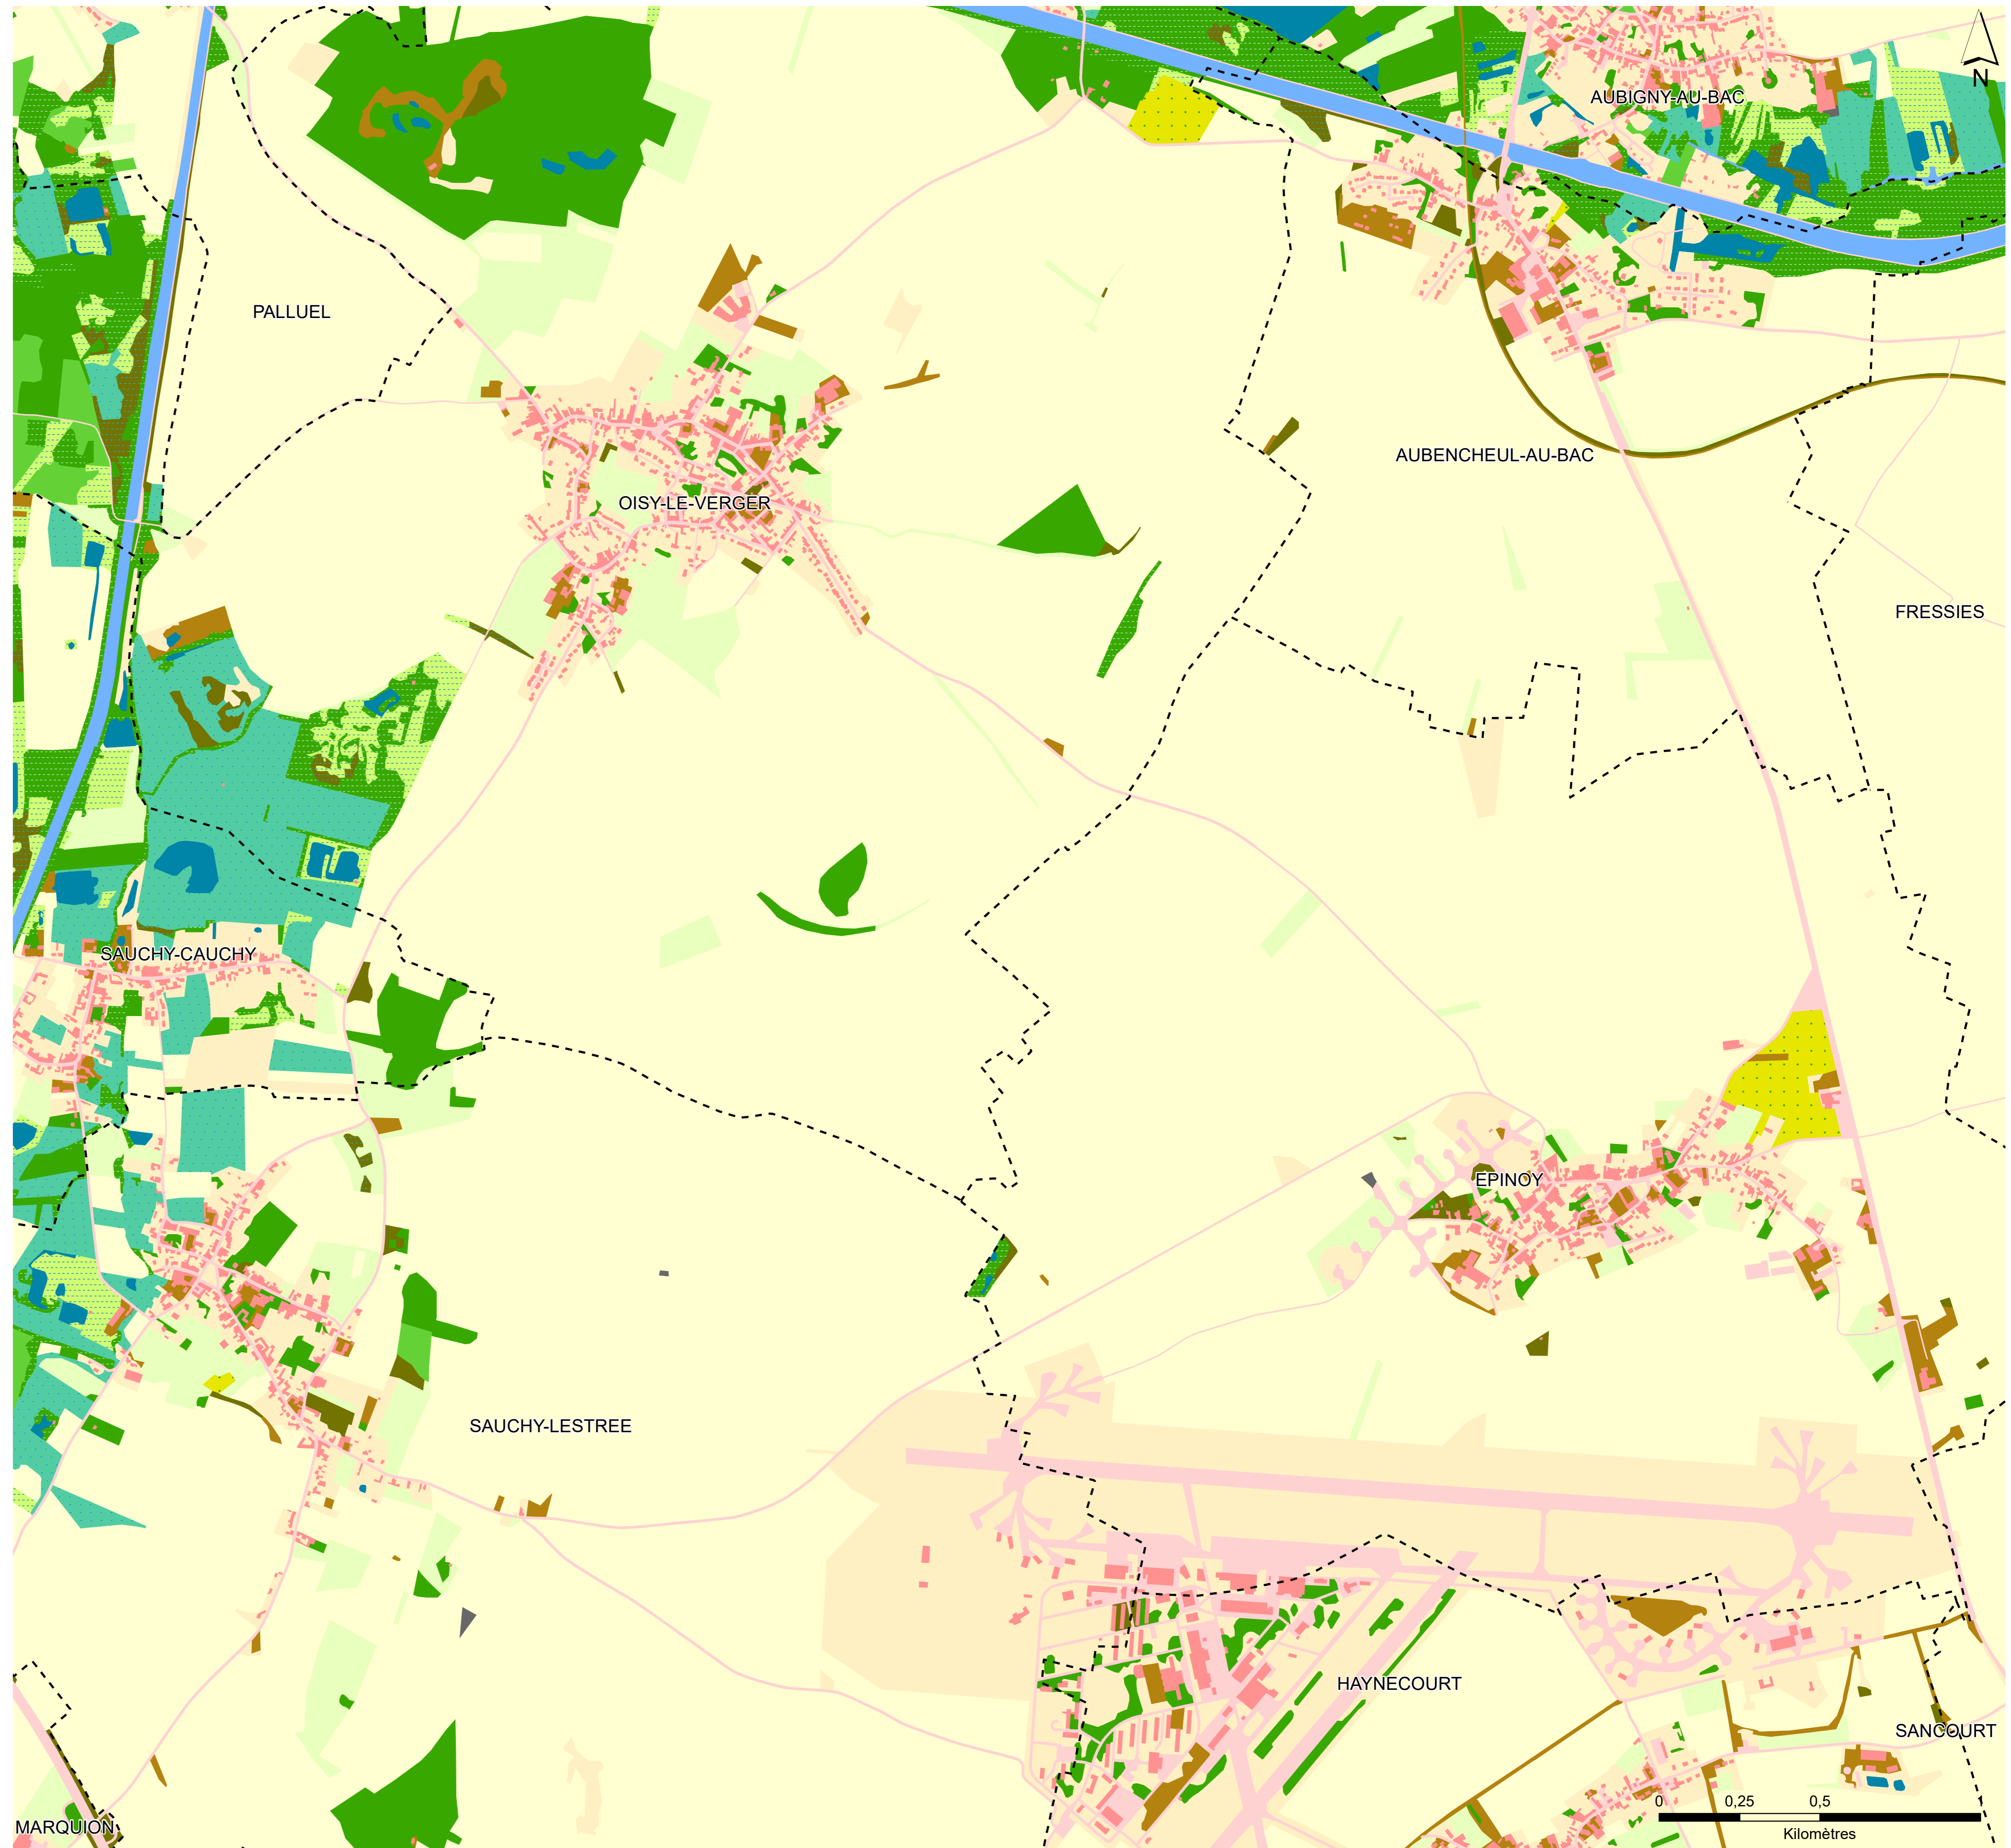 N
AUBIGNY-AU-BAC
PALLUEL
AUBENCHEUL-AU-BAC
OISY-LE-VERGER
FRESSIES
SAUCHY-CAUCHY
EPINOY
SAUCHY-LESTREE
HAYNECOURT
SANCOURT
MARQUION
0 0,25 0,5 1
Kilomètres